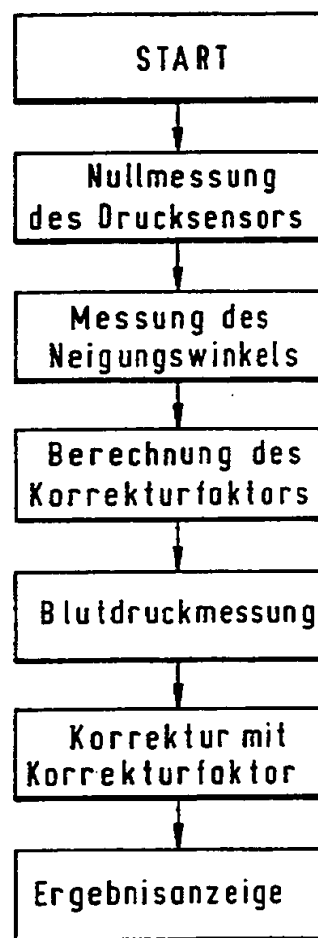 START
Nullmessung
des Drucksensors
Messung des
Neigungswinkels
Berechnung des
Korrekturfaktors
Blutdruckmessung
Korrektur mit
Korrekturfaktor
Ergebnisanzeige